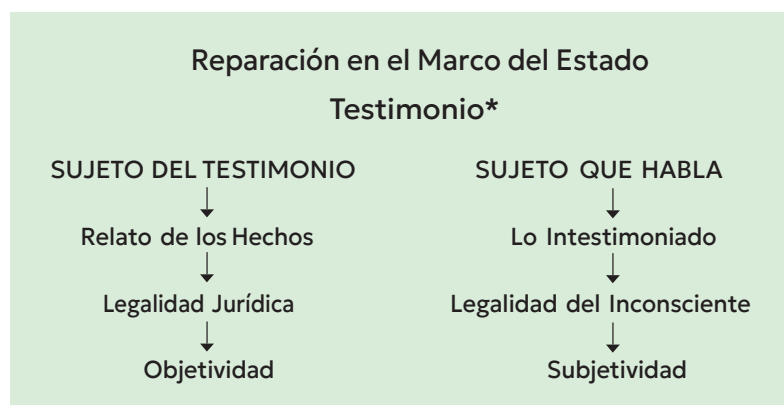 Reparación en el Marco del Estado
Testimonio*
SUJETO DEL TESTIMONIO
Relato de los Hechos
Legalidad Jurídica
Objetividad
SUJETO QUE HABLA
Lo Intestimoniado
Legalidad del Inconsciente
Subjetividad